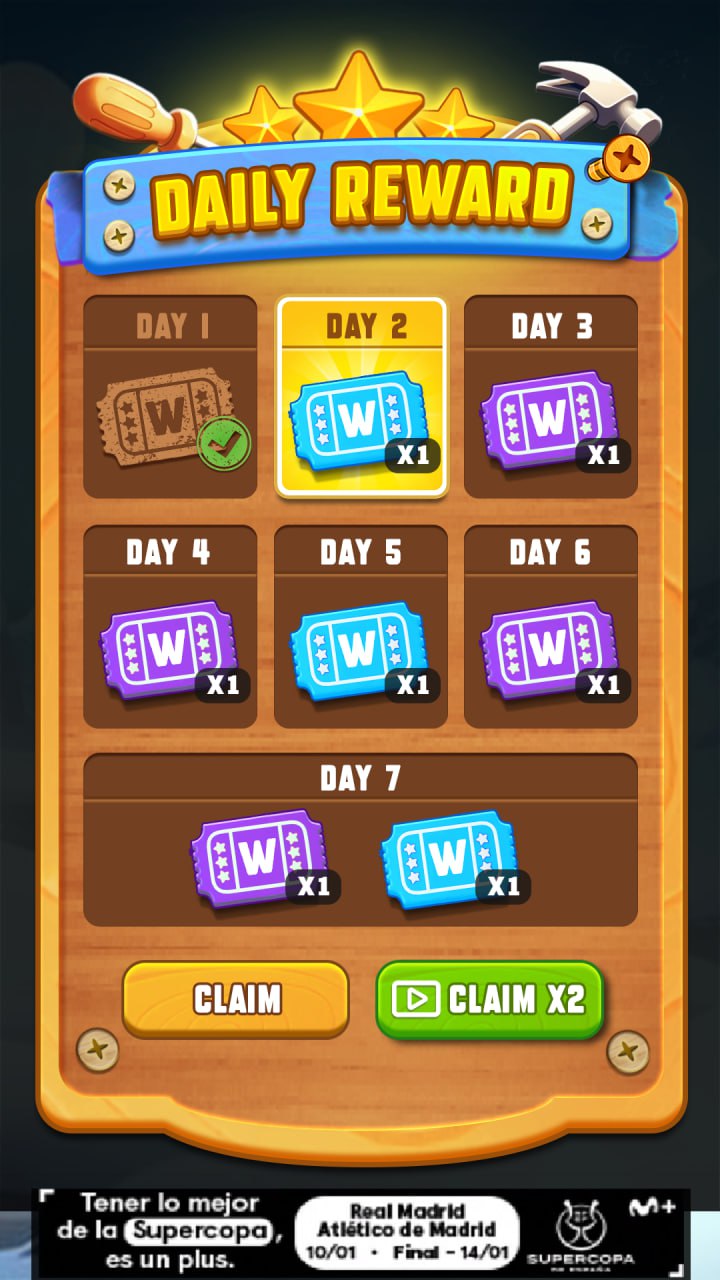 DAILY REWARD
DAY 1
W
DAY 2
W
X1
DAY 3
W
X1
DAY 4
W
X1
DAY 5
W
X1
DAY 6
W
X1
DAY 7
W
X1
W
X1
CLAIM
CLAIM X2
Tener lo mejor
de la Supercopa,
es un plus.
Real Madrid
Atlético de Madrid
10/01 • Final - 14/01
SUPERCOPA
DE ESPAÑA
M+